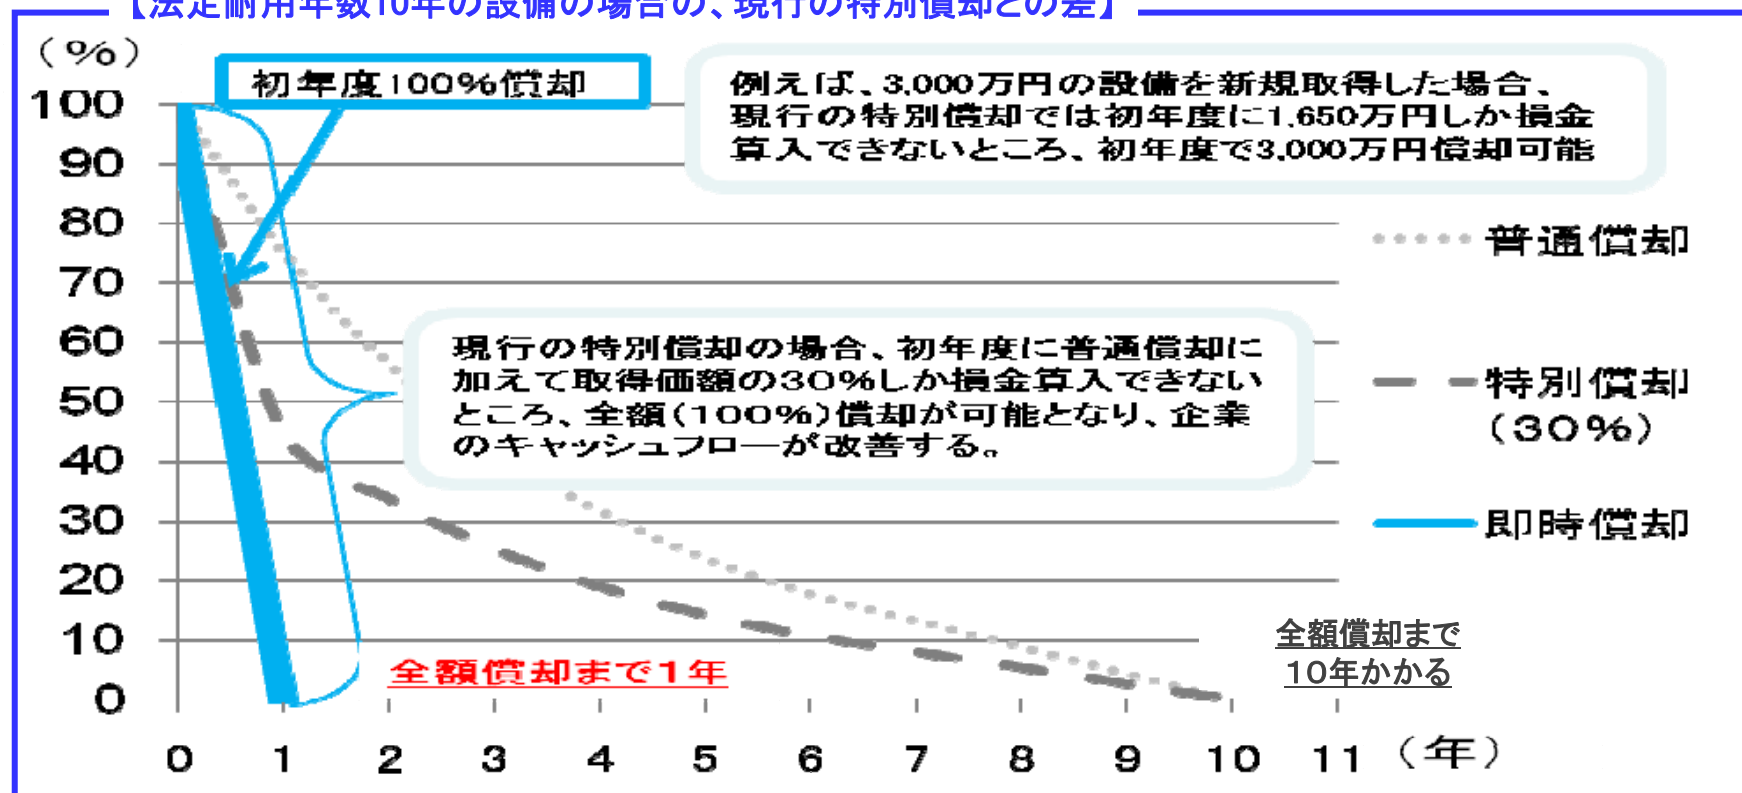 【法定耐用年数10年の設備の場合の、現行の特別償却との差】
（%）
初年度100%償却
例えば、3,000万円の設備を新規取得した場合、
現行の特別償却では初年度に1,650万円しか損金
算入できないところ、初年度で3,000万円償却可能
100
90
80
70
60
50
40
30
20
10
0
普通償却
特別償却
（30%）
即時償却
現行の特別償却の場合、初年度に普通償却に
加えて取得価額の30%しか損金算入できない
ところ、全額(100%)償却が可能となり、企業
のキャッシュフローが改善する。
全額償却まで1年
全額償却まで
10年かかる
0 1 2 3 4 5 6 7 8 9 10 11 （年）